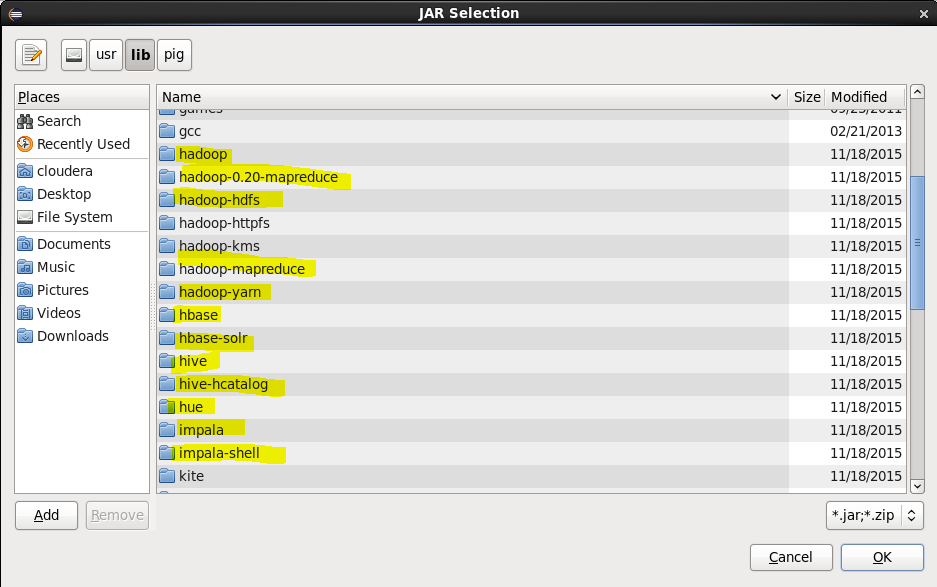 JAR Selection
usr lib pig
Places
Search
Recently Used
cloudera
Desktop
File System
Documents
Music
Pictures
Videos
Downloads
Name Size Modified
games 09/23/2011
gcc 02/21/2013
hadoop 11/18/2015
hadoop-0.20-mapreduce 11/18/2015
hadoop-hdfs 11/18/2015
hadoop-httpfs 11/18/2015
hadoop-kms 11/18/2015
hadoop-mapreduce 11/18/2015
hadoop-yarn 11/18/2015
hbase 11/18/2015
hbase-solr 11/18/2015
hive 11/18/2015
hive-hcatalog 11/18/2015
hue 11/18/2015
impala 11/18/2015
impala-shell 11/18/2015
kite 11/18/2015
Add Remove
*.jar;*.zip
Cancel OK